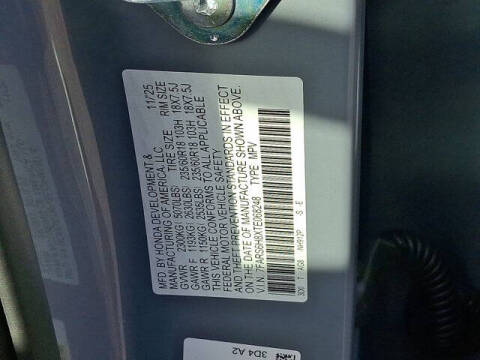 MFD. BY HONDA DEVELOPMENT & 11/25
MANUFACTURING OF AMERICA, LLC TIRE SIZE RIM SIZE
GVWR 2300KG( 5070LBS)
GAWR F 1193KG( 2630LBS) 235/60R18 103H 18X7.5J
GAWR R 1150KG( 2535LBS) 235/60R18 103H 18X7.5J
THIS VEHICLE CONFORMS TO ALL APPLICABLE
FEDERAL MOTOR VEHICLE SAFETY
AND THEFT PREVENTION STANDARDS IN EFFECT
ON THE DATE OF MANUFACTURE SHOWN ABOVE.
V.I.N. TYPE MPV
3D0 T AG8 S E
3D4 A2